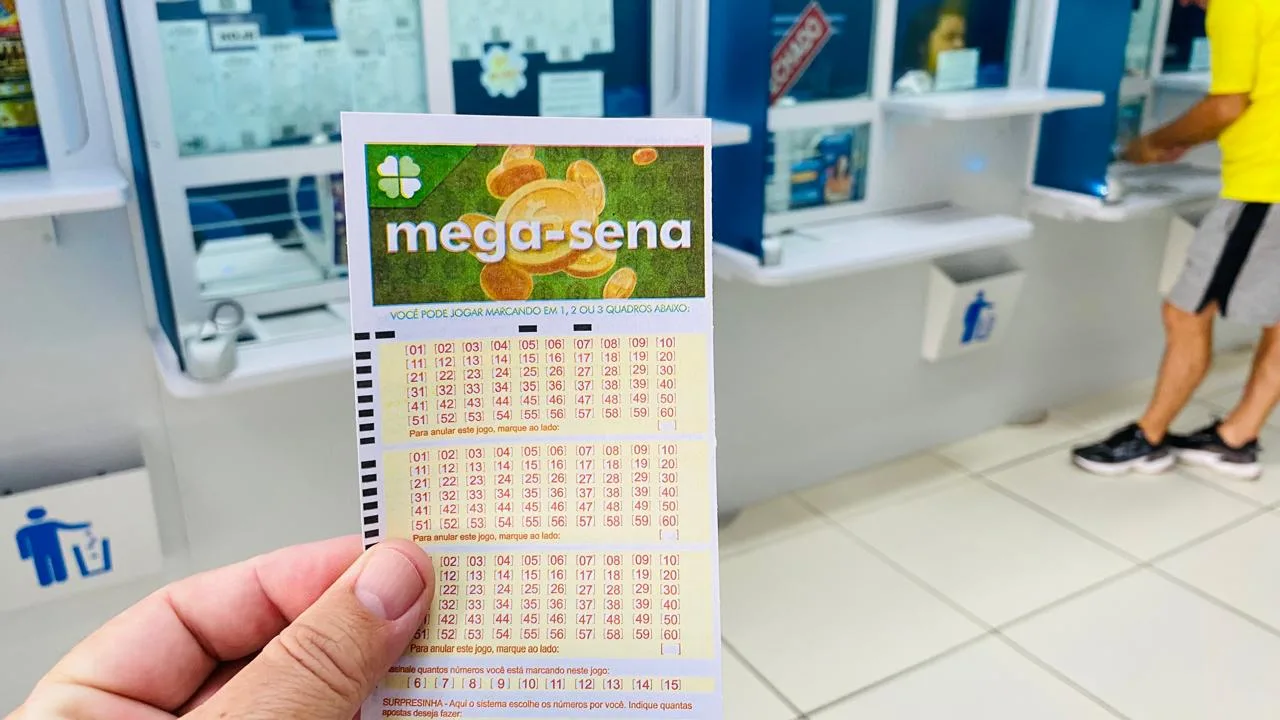 HOJE
CHADO
mega-sena
VOCÊ PODE JOGAR MARCANDO EM 1, 2 OU 3 QUADROS ABAIXO:
[01] [02] [03] [04] [05] [06] [07] [08] [09] [10]
[11] [12] [13] [14] [15] [16] [17] [18] [19] [20]
[21] [22] [23] [24] [25] [26] [27] [28] [29] [30]
[31] [32] [33] [34] [35] [36] [37] [38] [39] [40]
[41] [42] [43] [44] [45] [46] [47] [48] [49] [50]
[51] [52] [53] [54] [55] [56] [57] [58] [59] [60]
Para anular este jogo, marque ao lado: [ ]
[01] [02] [03] [04] [05] [06] [07] [08] [09] [10]
[11] [12] [13] [14] [15] [16] [17] [18] [19] [20]
[21] [22] [23] [24] [25] [26] [27] [28] [29] [30]
[31] [32] [33] [34] [35] [36] [37] [38] [39] [40]
[41] [42] [43] [44] [45] [46] [47] [48] [49] [50]
[51] [52] [53] [54] [55] [56] [57] [58] [59] [60]
Para anular este jogo, marque ao lado: [ ]
[02] [03] [04] [05] [06] [07] [08] [09] [10]
[12] [13] [14] [15] [16] [17] [18] [19] [20]
[22] [23] [24] [25] [26] [27] [28] [29] [30]
[32] [33] [34] [35] [36] [37] [38] [39] [40]
[42] [43] [44] [45] [46] [47] [48] [49] [50]
51] [52] [53] [54] [55] [56] [57] [58] [59] [60]
Para anular este jogo, marque ao lado: [ ]
sinale quantos números você está marcando neste jogo:
[6] [7] [8] [9] [10] [11] [12] [13] [14] [15]
SURPRESINHA - Aqui o sistema escolhe os números por você. Indique quantas
apostas deseja fazer: